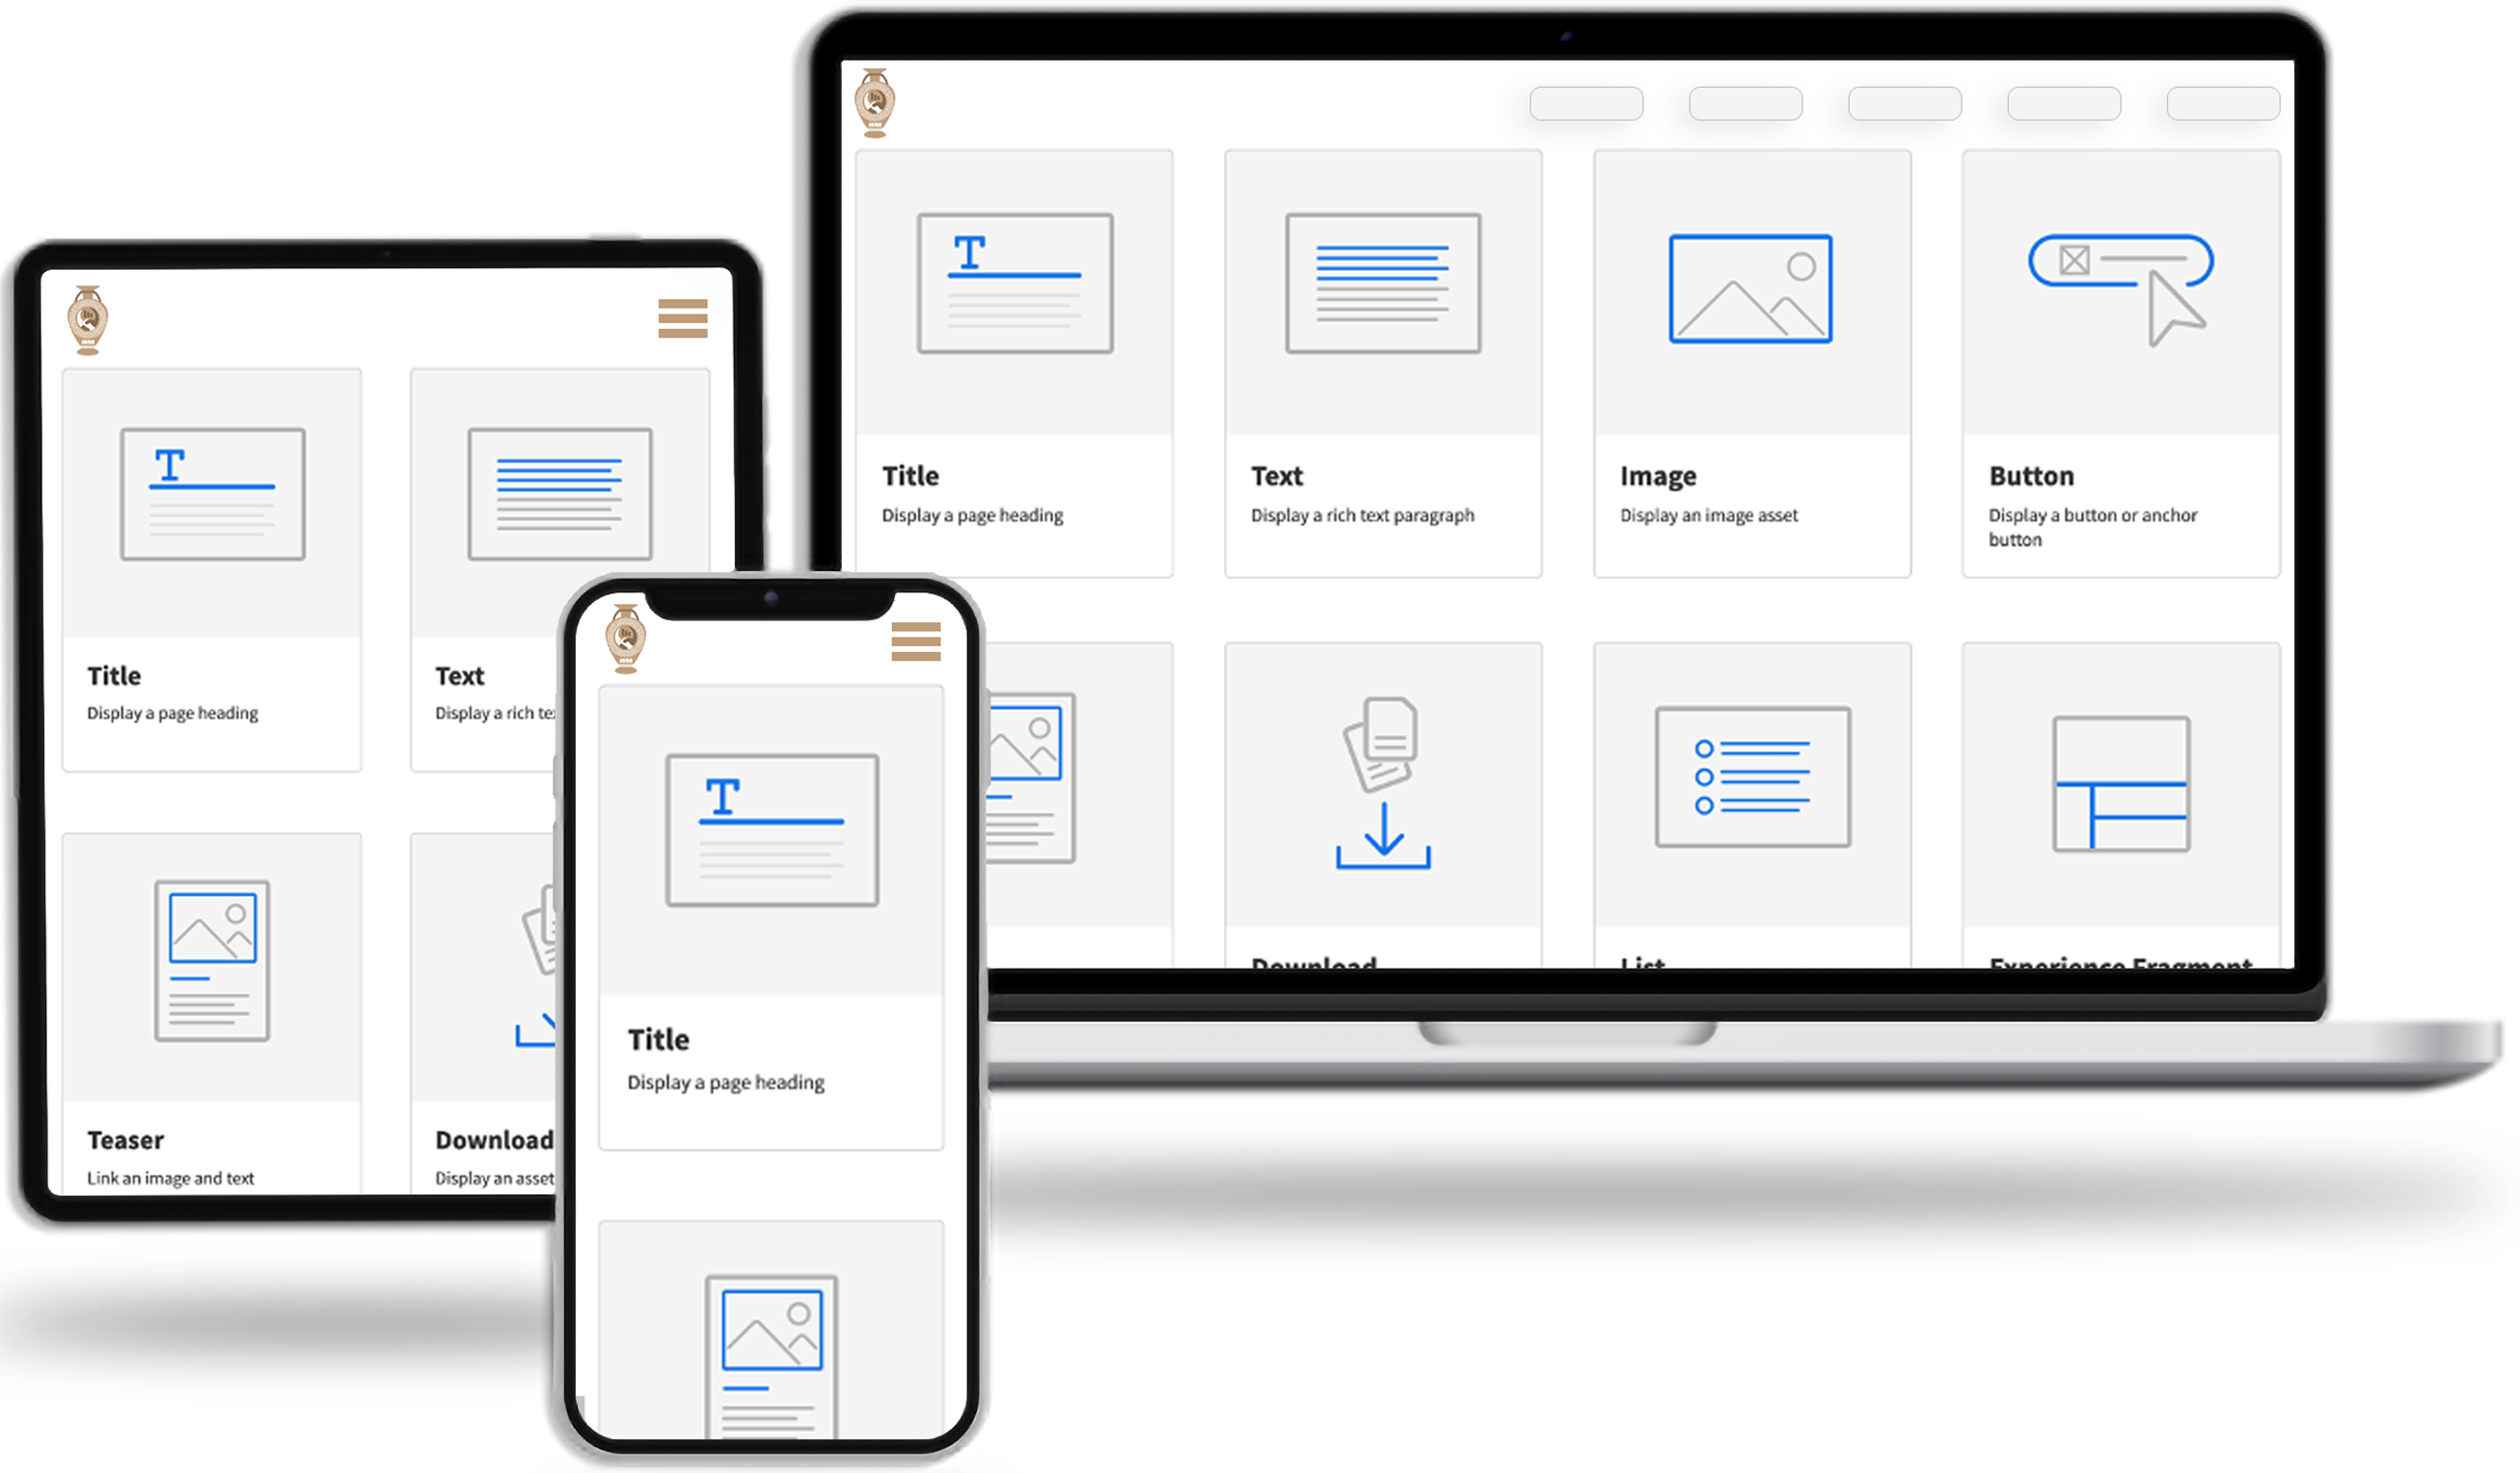 Title
Display a page heading
Text
Display a rich text paragraph
Image
Display an image asset
Button
Display a button or anchor
button
Download
List
Experience Fragment
Title
Display a page heading
Text
Display a rich
Teaser
Link an image and text
Download
Display an asset
Title
Display a page heading